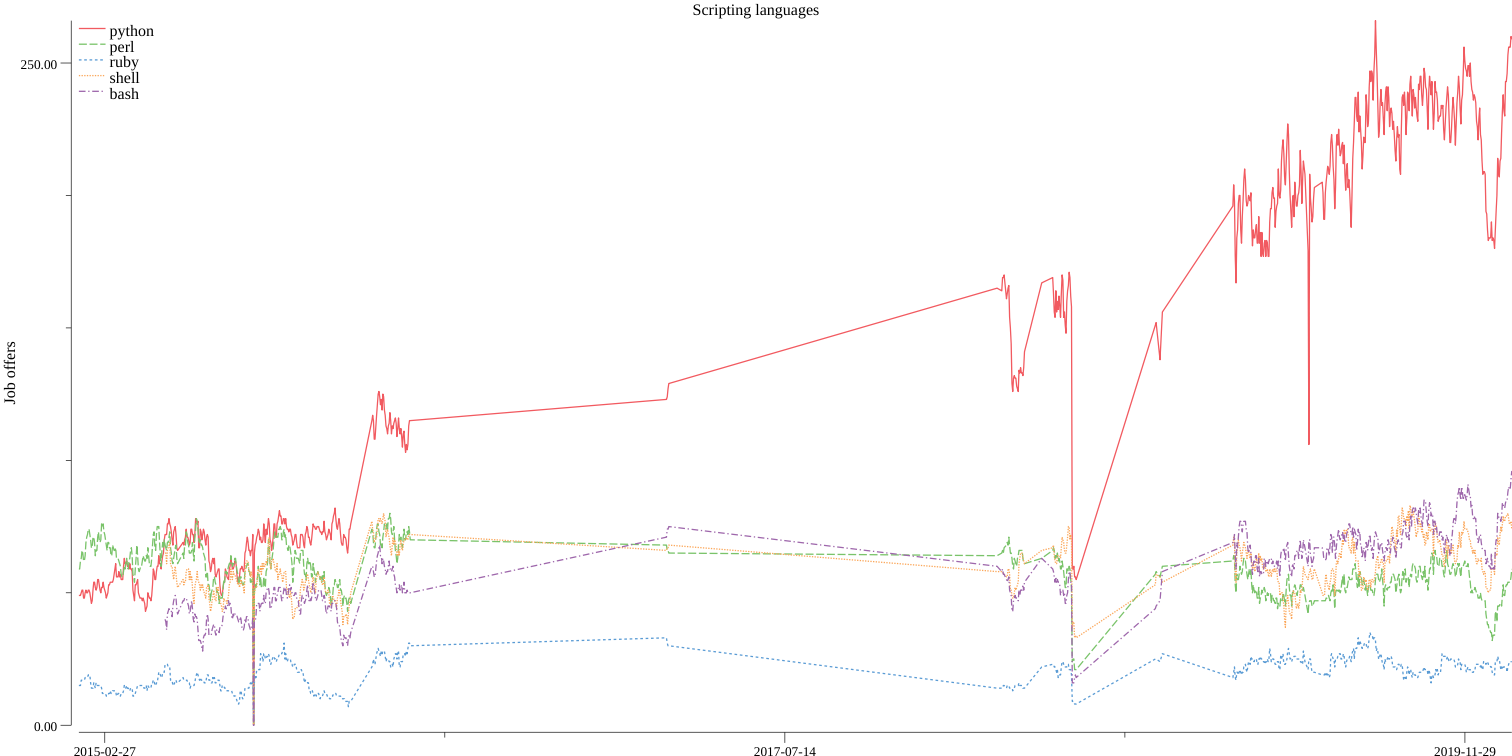 Scripting languages
python
perl
ruby
shell
bash
250.00
Job offers
0.00
2015-02-27
2017-07-14
2019-11-29